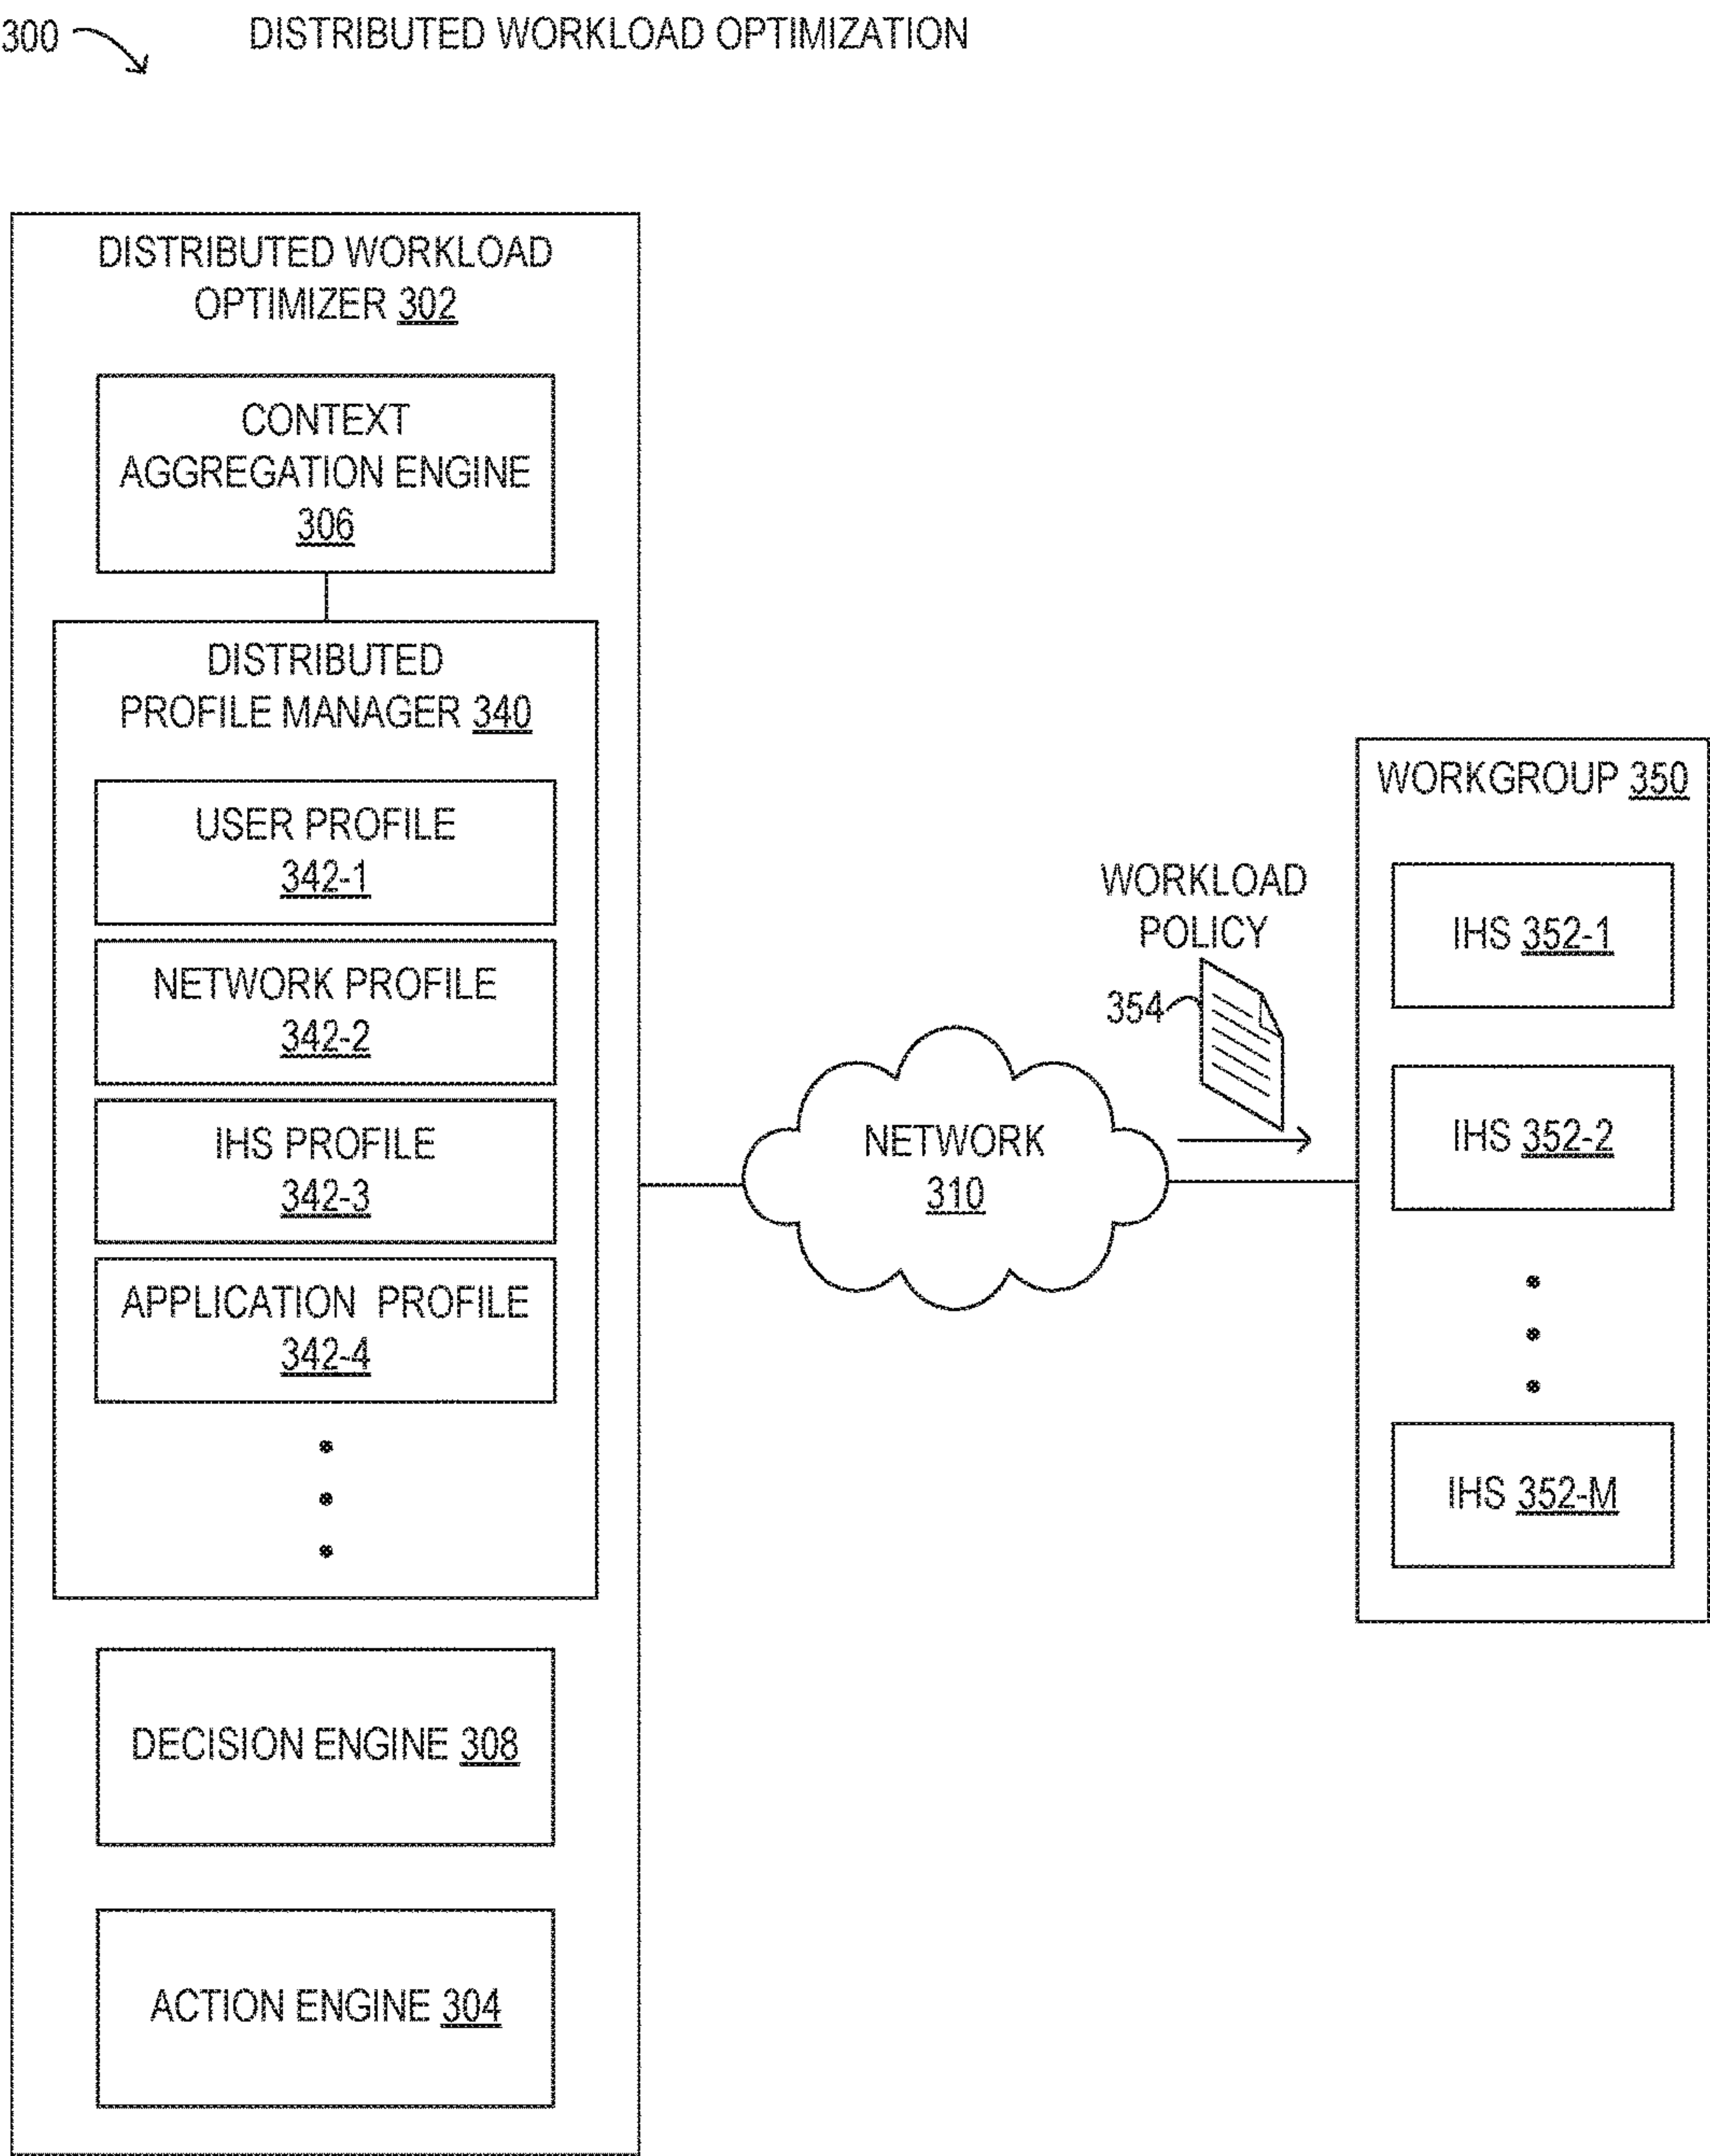 300
DISTRIBUTED WORKLOAD OPTIMIZATION
DISTRIBUTED WORKLOAD
OPTIMIZER 302
CONTEXT
AGGREGATION ENGINE
306
DISTRIBUTED
PROFILE MANAGER 340
USER PROFILE
342-1
NETWORK PROFILE
342-2
IHS PROFILE
342-3
APPLICATION PROFILE
342-4
DECISION ENGINE 308
ACTION ENGINE 304
NETWORK
310
WORKLOAD
POLICY
354
WORKGROUP 350
IHS 352-1
IHS 352-2
IHS 352-M